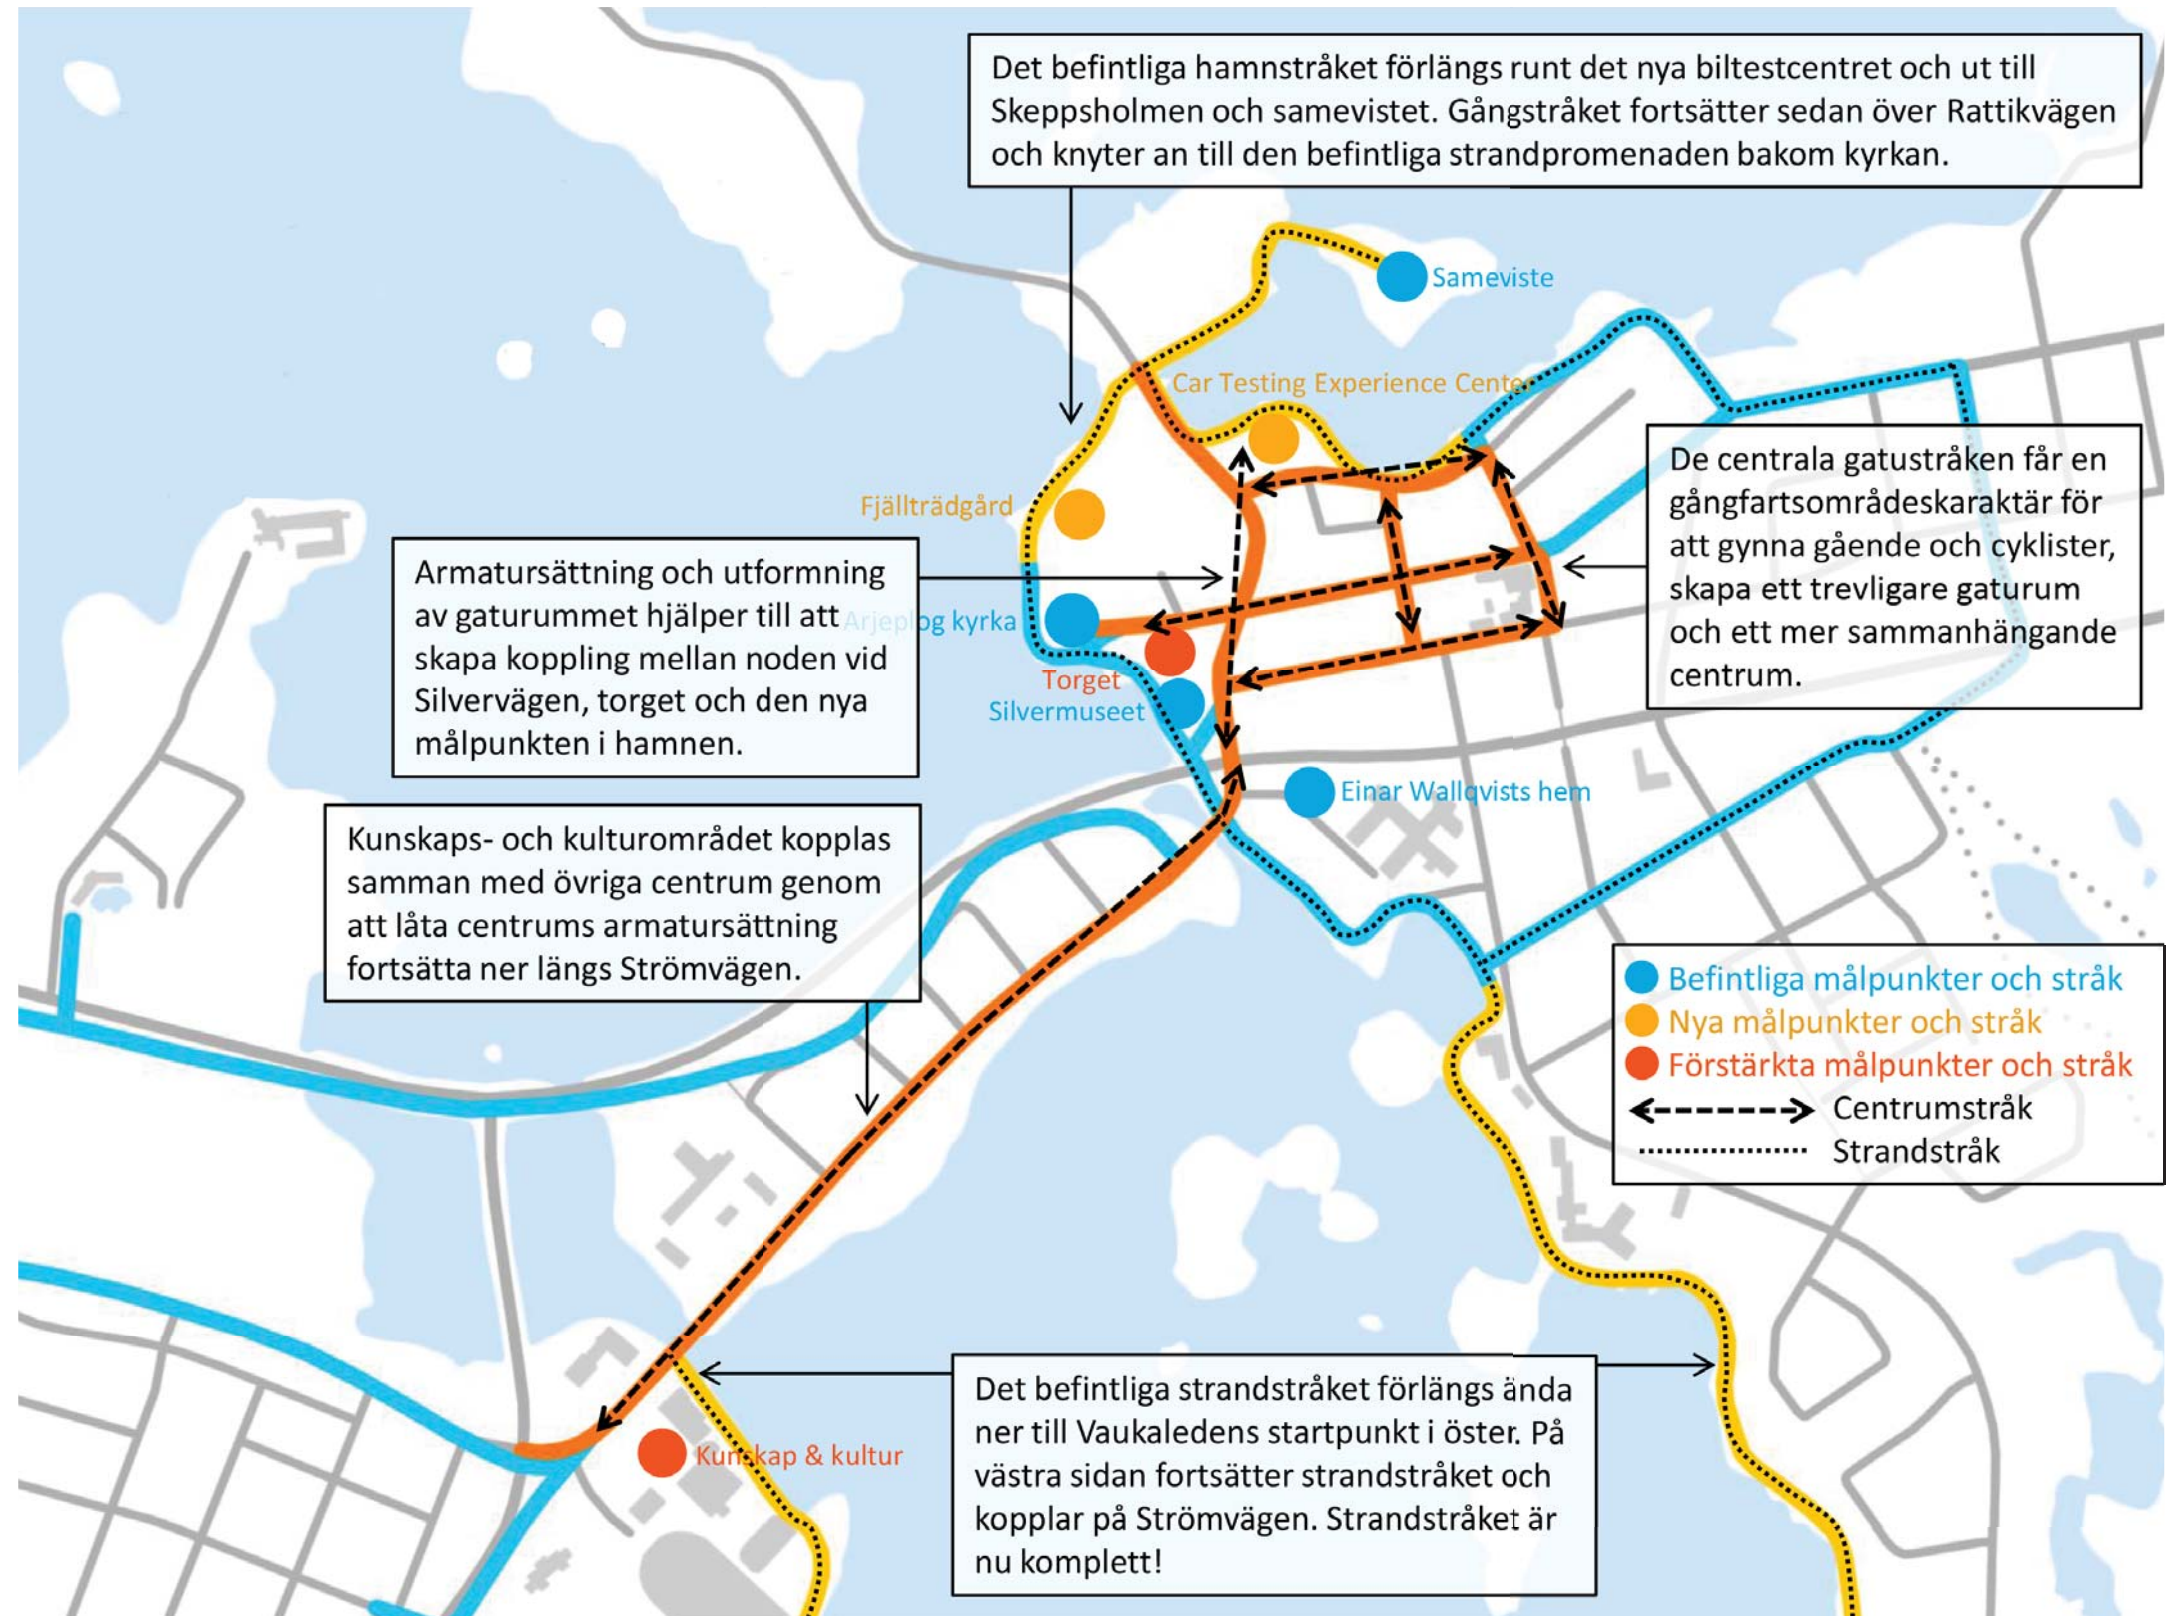 Det befintliga hamnstråket förlängs runt det nya biltestcentret och ut till
Skeppsholmen och samevistet. Gångstråket fortsätter sedan över Rattikvägen
och knyter an till den befintliga strandpromenaden bakom kyrkan.
Sameviste
Car Testing Experience Center
De centrala gatustråken får en
gångfartsområdeskaraktär för
att gynna gående och cyklister,
skapa ett trevligare gaturum
och ett mer sammanhängande
centrum.
Fjällträdgård
Armatursättning och utformning
av gaturummet hjälper till att
skapa koppling mellan noden vid
Silvervägen, torget och den nya
målpunkten i hamnen.
Arjeplog kyrka
Torget
Silvermuseet
Einar Wallqvists hem
Kunskaps- och kulturområdet kopplas
samman med övriga centrum genom
att låta centrums armatursättning
fortsätta ner längs Strömvägen.
Befintliga målpunkter och stråk
Nya målpunkter och stråk
Förstärkta målpunkter och stråk
Centrumstråk
Strandstråk
Det befintliga strandstråket förlängs ända
ner till Vaukaledens startpunkt i öster. På
västra sidan fortsätter strandstråket och
kopplar på Strömvägen. Strandstråket är
nu komplett!
Kunskap & kultur